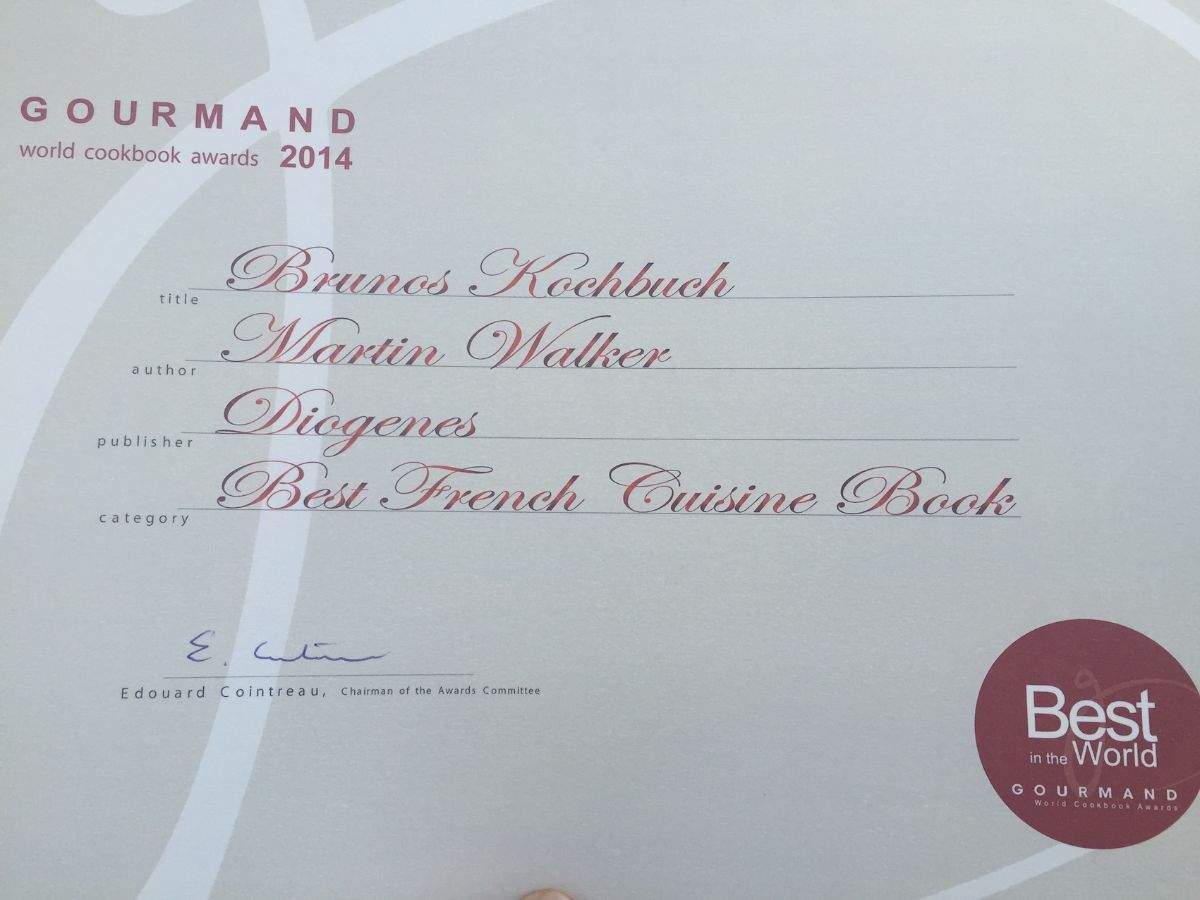 GOURMAND
world cookbook awards 2014
title Brunos Kochbuch
author Martin Walker
publisher Diogenes
category Best French Cuisine Book
E. Cointreau
Edouard Cointreau, Chairman of the Awards Committee
Best
in the World
GOURMAND
World Cookbook Awards